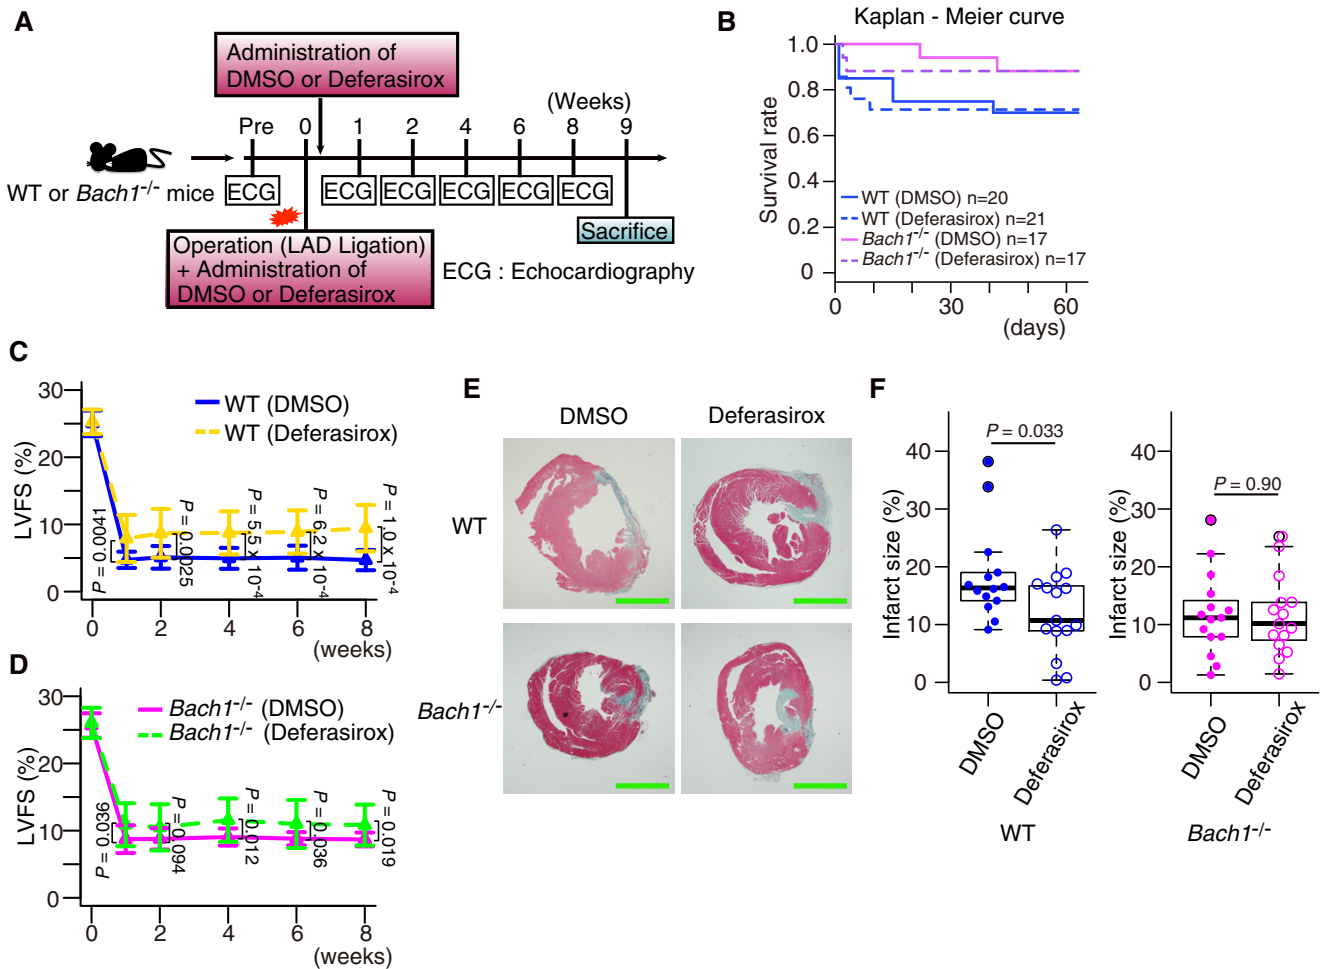 A
Administration of
DMSO or Deferasirox
(Weeks)
Pre 0 1 2 4 6 8 9
WT or Bach1-/- mice
ECG ECG ECG ECG ECG ECG
Sacrifice
Operation (LAD Ligation)
+ Administration of
DMSO or Deferasirox
ECG : Echocardiography
B
Kaplan - Meier curve
Survival rate
1.0
0.8
0.6
0.4
0.2
0
WT (DMSO) n=20
WT (Deferasirox) n=21
Bach1-/- (DMSO) n=17
Bach1-/- (Deferasirox) n=17
0 30 60
(days)
C
LVFS (%)
30
20
10
0
WT (DMSO)
WT (Deferasirox)
P = 0.0041
P = 0.0025
P = 5.5 x 10-4
P = 6.2 x 10-4
P = 1.0 x 10-4
0 2 4 6 8
(weeks)
D
LVFS (%)
30
20
10
0
Bach1-/- (DMSO)
Bach1-/- (Deferasirox)
P = 0.036
P = 0.094
P = 0.012
P = 0.036
P = 0.019
0 2 4 6 8
(weeks)
E
DMSO Deferasirox
WT
Bach1-/-
F
Infarct size (%)
40
30
20
10
0
P = 0.033
DMSO
Deferasirox
WT
Infarct size (%)
40
30
20
10
0
P = 0.90
DMSO
Deferasirox
Bach1-/-